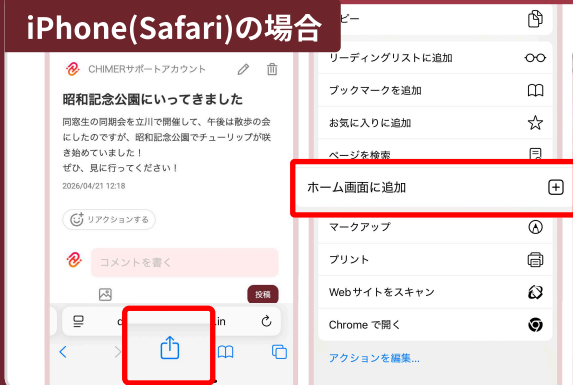 iPhone(Safari)の場合
CHIMERサポートアカウント
昭和記念公園にいってきました
同窓生の同期会を立川で開催して、午後は散歩の会
にしたのですが、昭和記念公園でチューリップが咲
き始めていました！
ぜひ、見に行ってください！
2026/04/21 12:18
リアクションする
コメントを書く
投稿
.in
ピー
リーディングリストに追加
ブックマークを追加
お気に入りに追加
ページを検索
ホーム画面に追加
マークアップ
プリント
Webサイトをスキャン
Chrome で開く
アクションを編集...